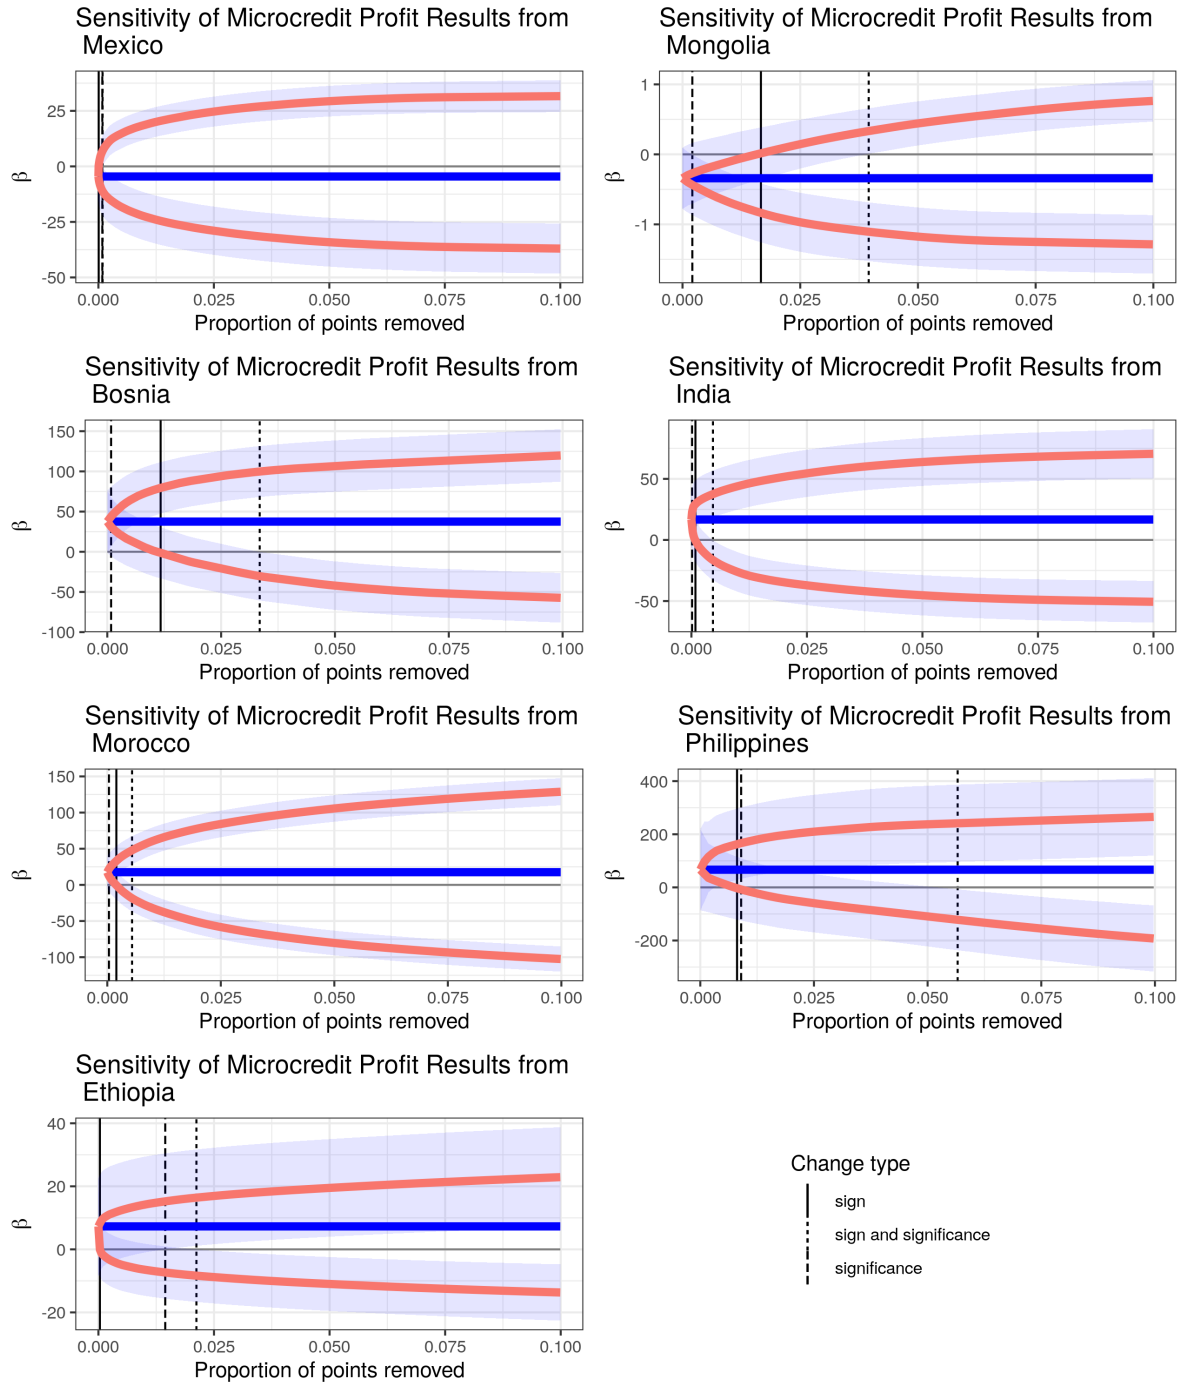 Sensitivity of Microcredit Profit Results from
Mexico
25
0
-25
-50
β
0.000 0.025 0.050 0.075 0.100
Proportion of points removed
Sensitivity of Microcredit Profit Results from
Mongolia
1
0
-1
β
0.000 0.025 0.050 0.075 0.100
Proportion of points removed
Sensitivity of Microcredit Profit Results from
Bosnia
150
100
50
0
-50
-100
β
0.000 0.025 0.050 0.075 0.100
Proportion of points removed
Sensitivity of Microcredit Profit Results from
India
50
0
-50
β
0.000 0.025 0.050 0.075 0.100
Proportion of points removed
Sensitivity of Microcredit Profit Results from
Morocco
150
100
50
0
-50
-100
β
0.000 0.025 0.050 0.075 0.100
Proportion of points removed
Sensitivity of Microcredit Profit Results from
Philippines
400
200
0
-200
β
0.000 0.025 0.050 0.075 0.100
Proportion of points removed
Sensitivity of Microcredit Profit Results from
Ethiopia
40
20
0
-20
β
0.000 0.025 0.050 0.075 0.100
Proportion of points removed
Change type
sign
sign and significance
significance